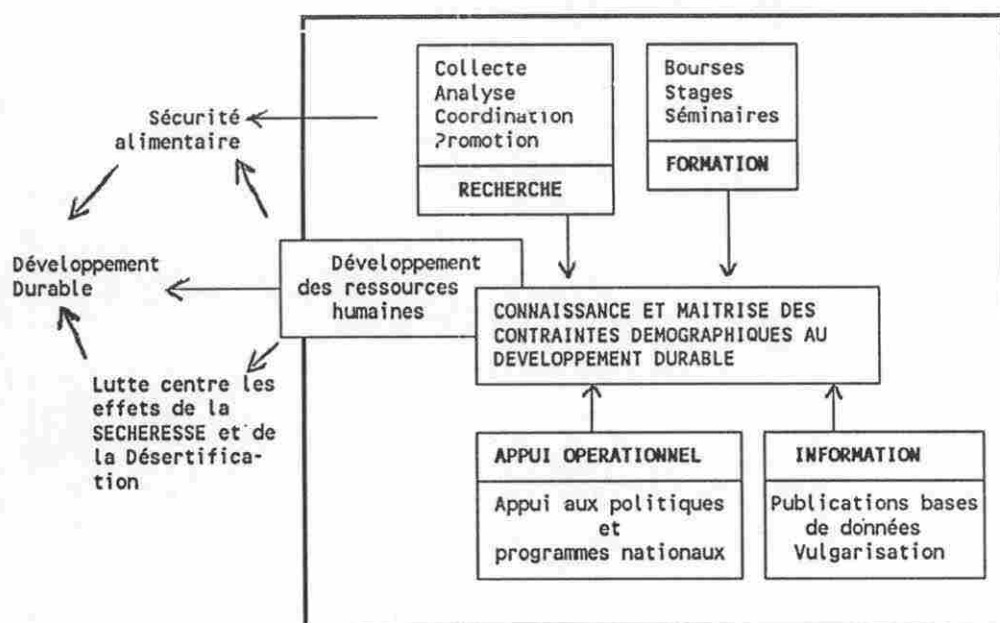 Collecte
Analyse
Coordination
Promotion
RECHERCHE
Bourses
Stages
Séminaires
FORMATION
Sécurité
alimentaire
Développement
Durable
Développement
des ressources
humaines
CONNAISSANCE ET MAITRISE DES
CONTRAINTES DEMOGRAPHIQUES AU
DEVELOPPEMENT DURABLE
Lutte centre les
effets de la
SECHERESSE et de
la Désertifica-
tion
APPUI OPERATIONNEL
Appui aux politiques
et
programmes nationaux
INFORMATION
Publications bases
de données
Vulgarisation